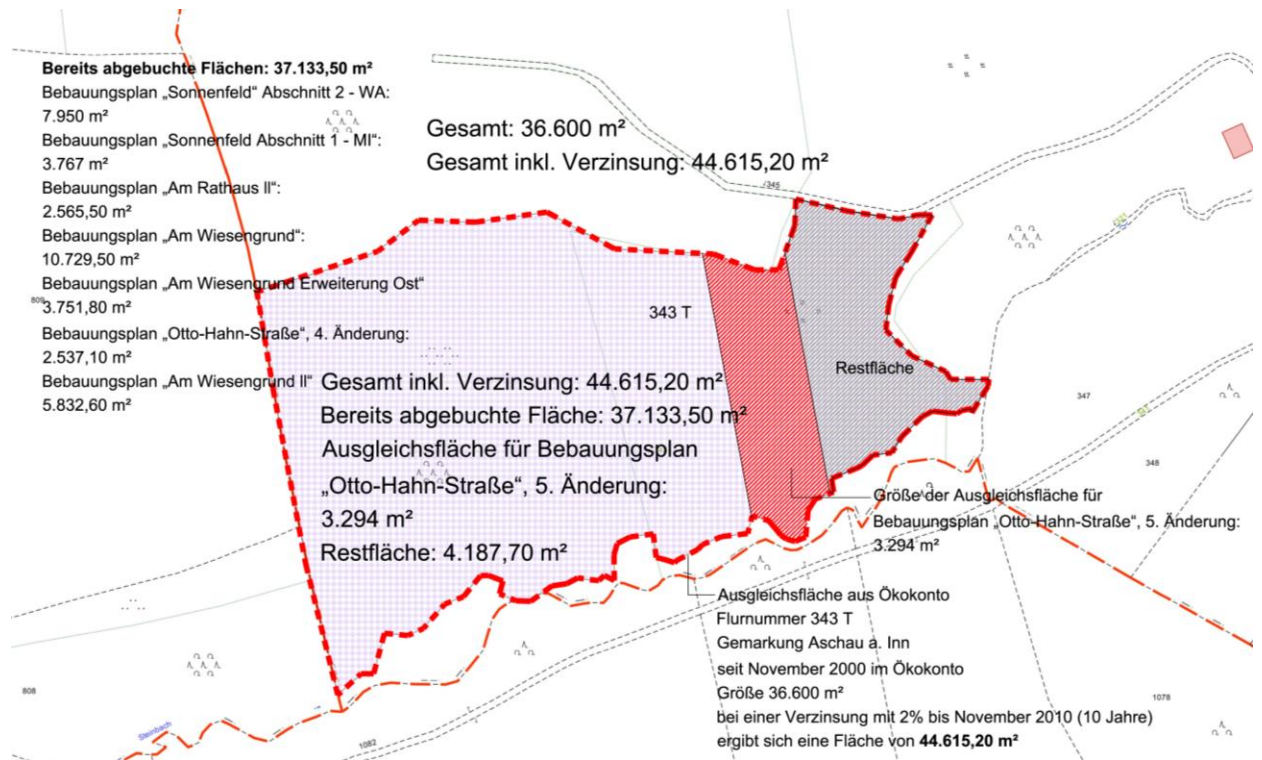 Bereits abgebuchte Flächen: 37.133,50 m²
Bebauungsplan „Sonnenfeld“ Abschnitt 2 - WA:
7.950 m²
Bebauungsplan „Sonnenfeld Abschnitt 1 - MI“:
3.767 m²
Bebauungsplan „Am Rathaus II“:
2.565,50 m²
Bebauungsplan „Am Wiesengrund“:
10.729,50 m²
Bebauungsplan „Am Wiesengrund Erweiterung Ost“
3.751,80 m²
Bebauungsplan „Otto-Hahn-Straße“, 4. Änderung:
2.537,10 m²
Bebauungsplan „Am Wiesengrund II“
5.832,60 m²
Gesamt: 36.600 m²
Gesamt inkl. Verzinsung: 44.615,20 m²
345
343 T
Restfläche
Gesamt inkl. Verzinsung: 44.615,20 m²
Bereits abgebuchte Fläche: 37.133,50 m²
Ausgleichsfläche für Bebauungsplan
„Otto-Hahn-Straße“, 5. Änderung:
3.294 m²
Restfläche: 4.187,70 m²
347
348
Größe der Ausgleichsfläche für
Bebauungsplan „Otto-Hahn-Straße“, 5. Änderung:
3.294 m²
Ausgleichsfläche aus Ökokonto
Flurnummer 343 T
Gemarkung Aschau a. Inn
seit November 2000 im Ökokonto
Größe 36.600 m²
bei einer Verzinsung mit 2% bis November 2010 (10 Jahre)
ergibt sich eine Fläche von 44.615,20 m²
808
Steinbach
1082
1078